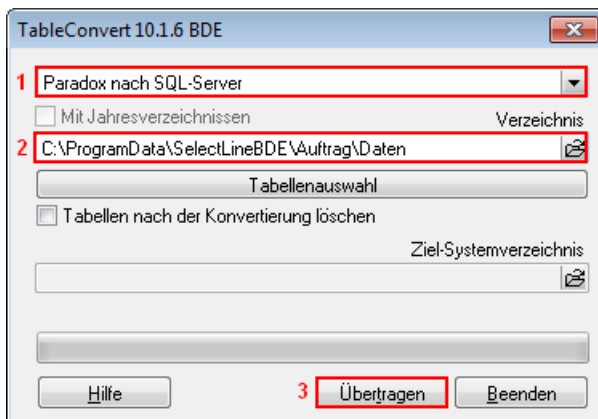 TableConvert 10.1.6 BDE
1 Paradox nach SQL-Server
Mit Jahresverzeichnissen Verzeichnis
2 C:\ProgramData\SelectLineBDE\Auftrag\Daten
Tabellenauswahl
Tabellen nach der Konvertierung löschen
Ziel-Systemverzeichnis
Hilfe 3 Übertragen Beenden